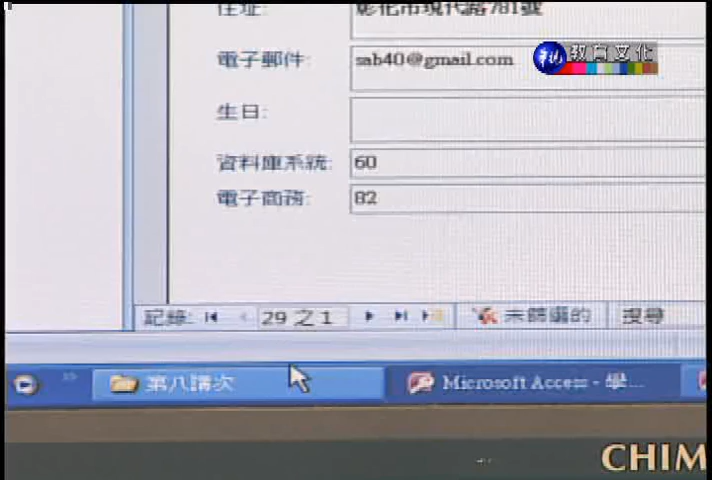 住址: 彰化市現代路781號
電子郵件: sab40@gmail.com
教育文化
生日:
資料庫系統: 60
電子商務: 82
記錄: 29 之 1 未篩選的 搜尋
第八講次 Microsoft Access - 學...
CHIM